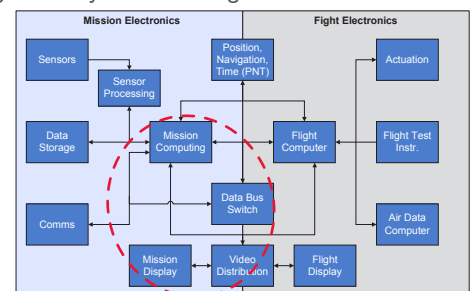 Mission Electronics
Fight Electronics
Sensors
Sensor
Processing
Position,
Navigation,
Time (PNT)
Actuation
Data
Storage
Mission
Computing
Flight
Computer
Flight Test
Instr.
Data Bus
Switch
Comms
Air Data
Computer
Mission
Display
Video
Distribution
Flight
Display